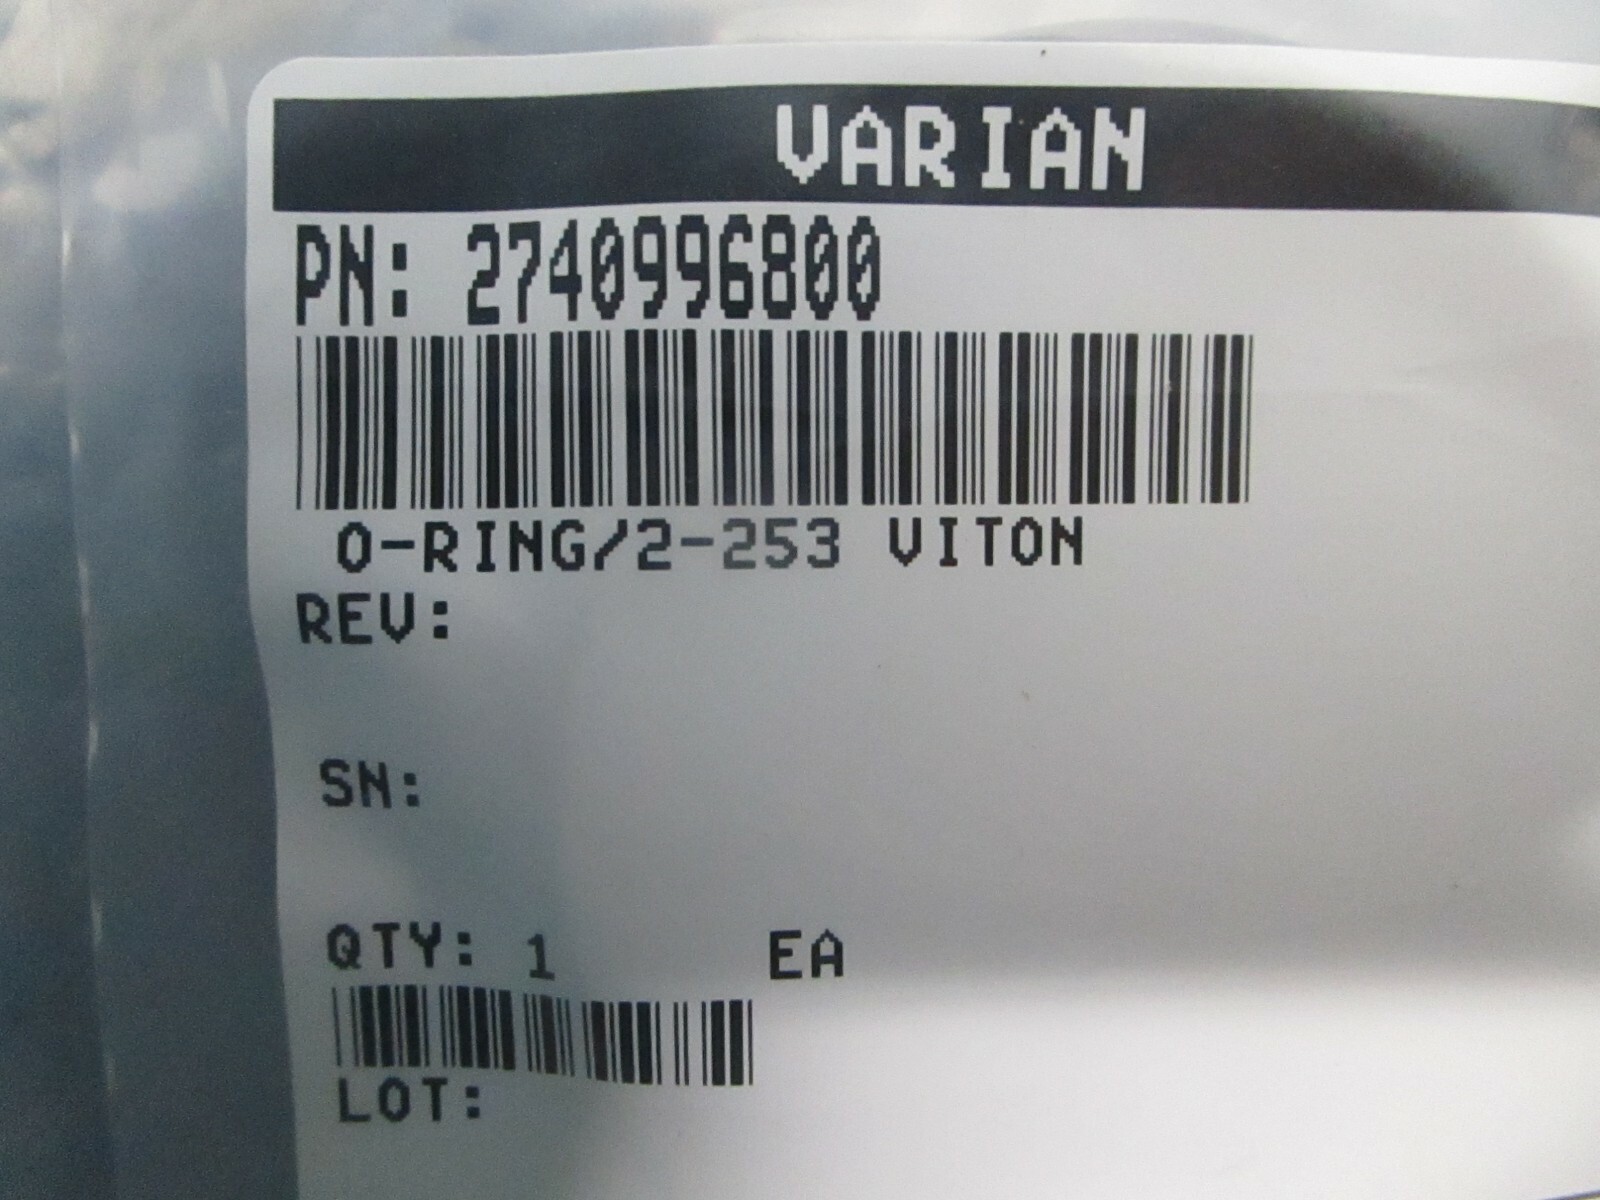 VARIAN
PN: 2740996800
O-RING/2-253 VITON
REV:
SN:
QTY: 1 EA
LOT: